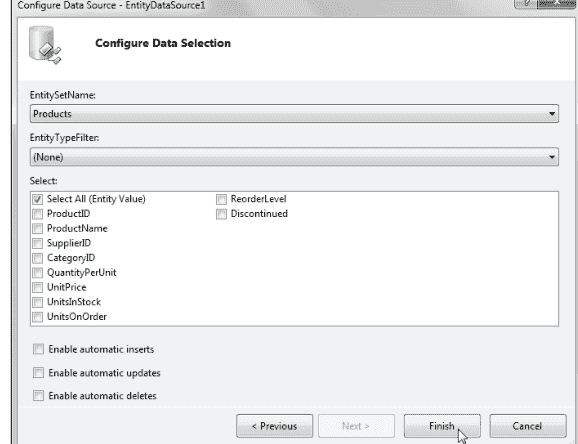 Configure Data Source - EntityDataSource1
Configure Data Selection
EntitySetName:
Products
EntityTypeFilter:
(None)
Select:
Select All (Entity Value)
ProductID
ProductName
SupplierID
CategoryID
QuantityPerUnit
UnitPrice
UnitsInStock
UnitsOnOrder
ReorderLevel
Discontinued
Enable automatic inserts
Enable automatic updates
Enable automatic deletes
< Previous
Next >
Finish
Cancel